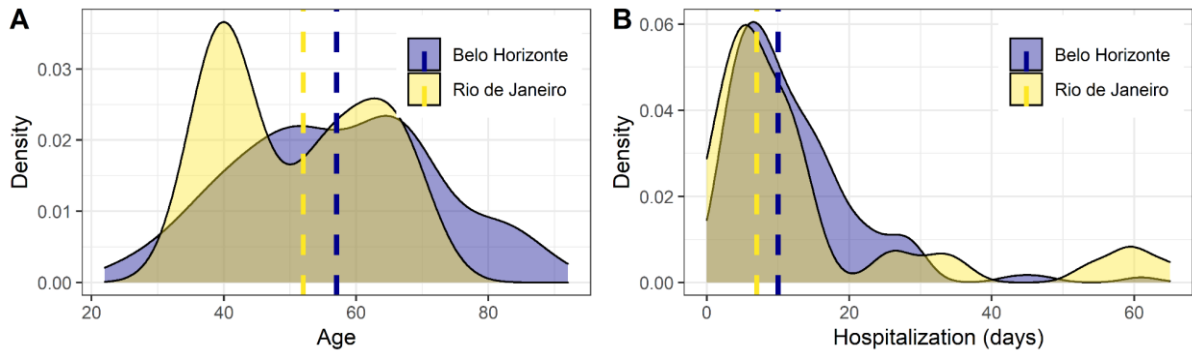 A
Density
0.03
0.02
0.01
0.00
20
40
60
80
Age
Belo Horizonte
Rio de Janeiro
B
Density
0.06
0.04
0.02
0.00
0
20
40
60
Hospitalization (days)
Belo Horizonte
Rio de Janeiro